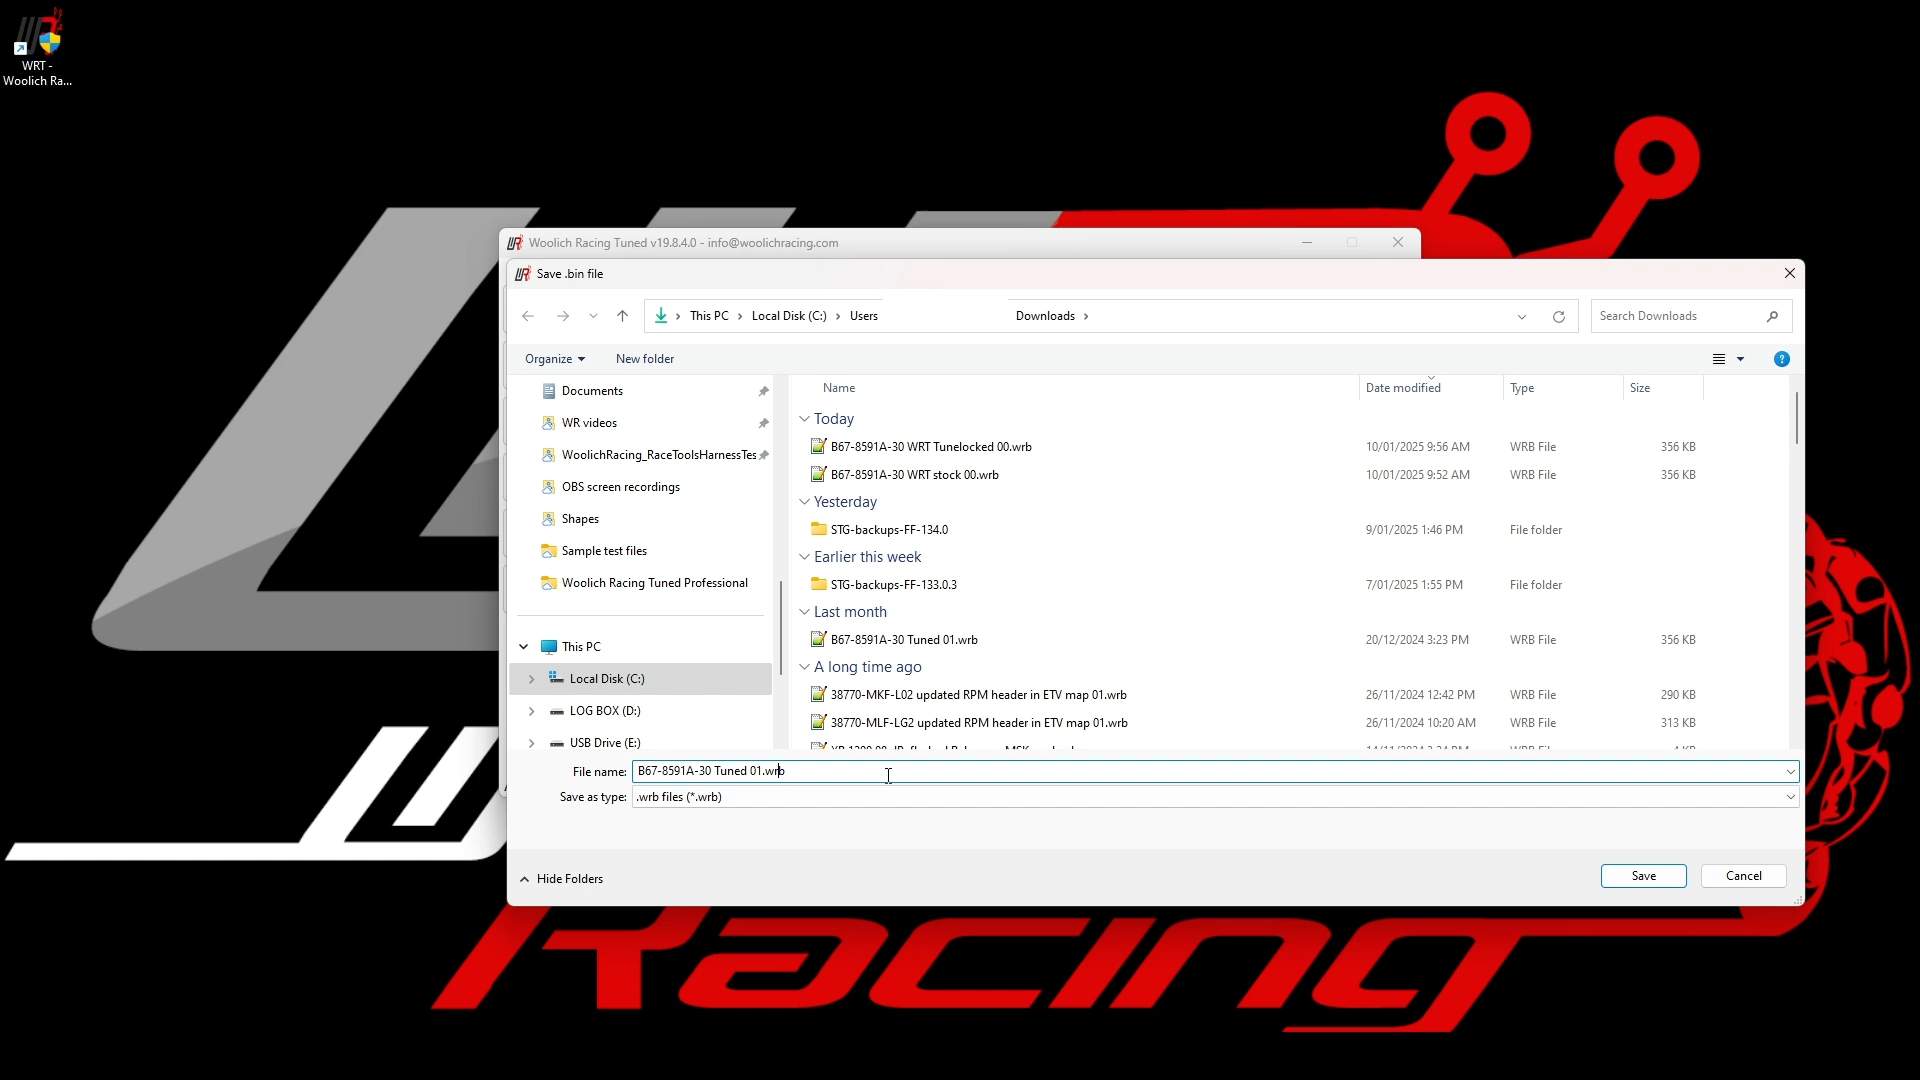 WRT -
Woolich Ra...
Woolich Racing Tuned v19.8.4.0 - info@woolichracing.com
Save .bin file
This PC > Local Disk (C:) > Users
Downloads >
Search Downloads
Organize
New folder
Documents
WR videos
WoolichRacing_RaceToolsHarnessTes
OBS screen recordings
Shapes
Sample test files
Woolich Racing Tuned Professional
This PC
Local Disk (C:)
LOG BOX (D:)
USB Drive (E:)
Name Date modified Type Size
Today
B67-8591A-30 WRT Tunelocked 00.wrb 10/01/2025 9:56 AM WRB File 356 KB
B67-8591A-30 WRT stock 00.wrb 10/01/2025 9:52 AM WRB File 356 KB
Yesterday
STG-backups-FF-134.0 9/01/2025 1:46 PM File folder
Earlier this week
STG-backups-FF-133.0.3 7/01/2025 1:55 PM File folder
Last month
B67-8591A-30 Tuned 01.wrb 20/12/2024 3:23 PM WRB File 356 KB
A long time ago
38770-MKF-L02 updated RPM header in ETV map 01.wrb 26/11/2024 12:42 PM WRB File 290 KB
38770-MLF-LG2 updated RPM header in ETV map 01.wrb 26/11/2024 10:20 AM WRB File 313 KB
File name: B67-8591A-30 Tuned 01.wrb
Save as type: .wrb files (*.wrb)
Hide Folders
Save
Cancel
Racing